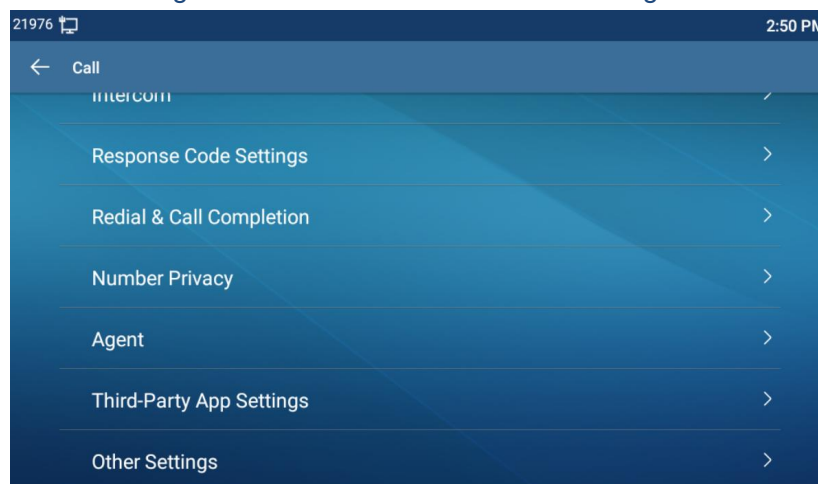 21976
2:50 PM
Call
Intercom
Response Code Settings
Redial & Call Completion
Number Privacy
Agent
Third-Party App Settings
Other Settings